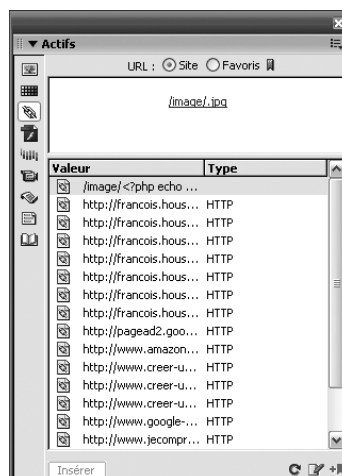 Actifs
URL : Site Favoris
/image/.jpg
Valeur Type
/image/<?php echo ...
http://francois.hous... HTTP
http://francois.hous... HTTP
http://francois.hous... HTTP
http://francois.hous... HTTP
http://francois.hous... HTTP
http://francois.hous... HTTP
http://francois.hous... HTTP
http://pagead2.goo... HTTP
http://www.amazon... HTTP
http://www.creer-u... HTTP
http://www.creer-u... HTTP
http://www.creer-u... HTTP
http://www.google-... HTTP
http://www.jecompr... HTTP
Insérer